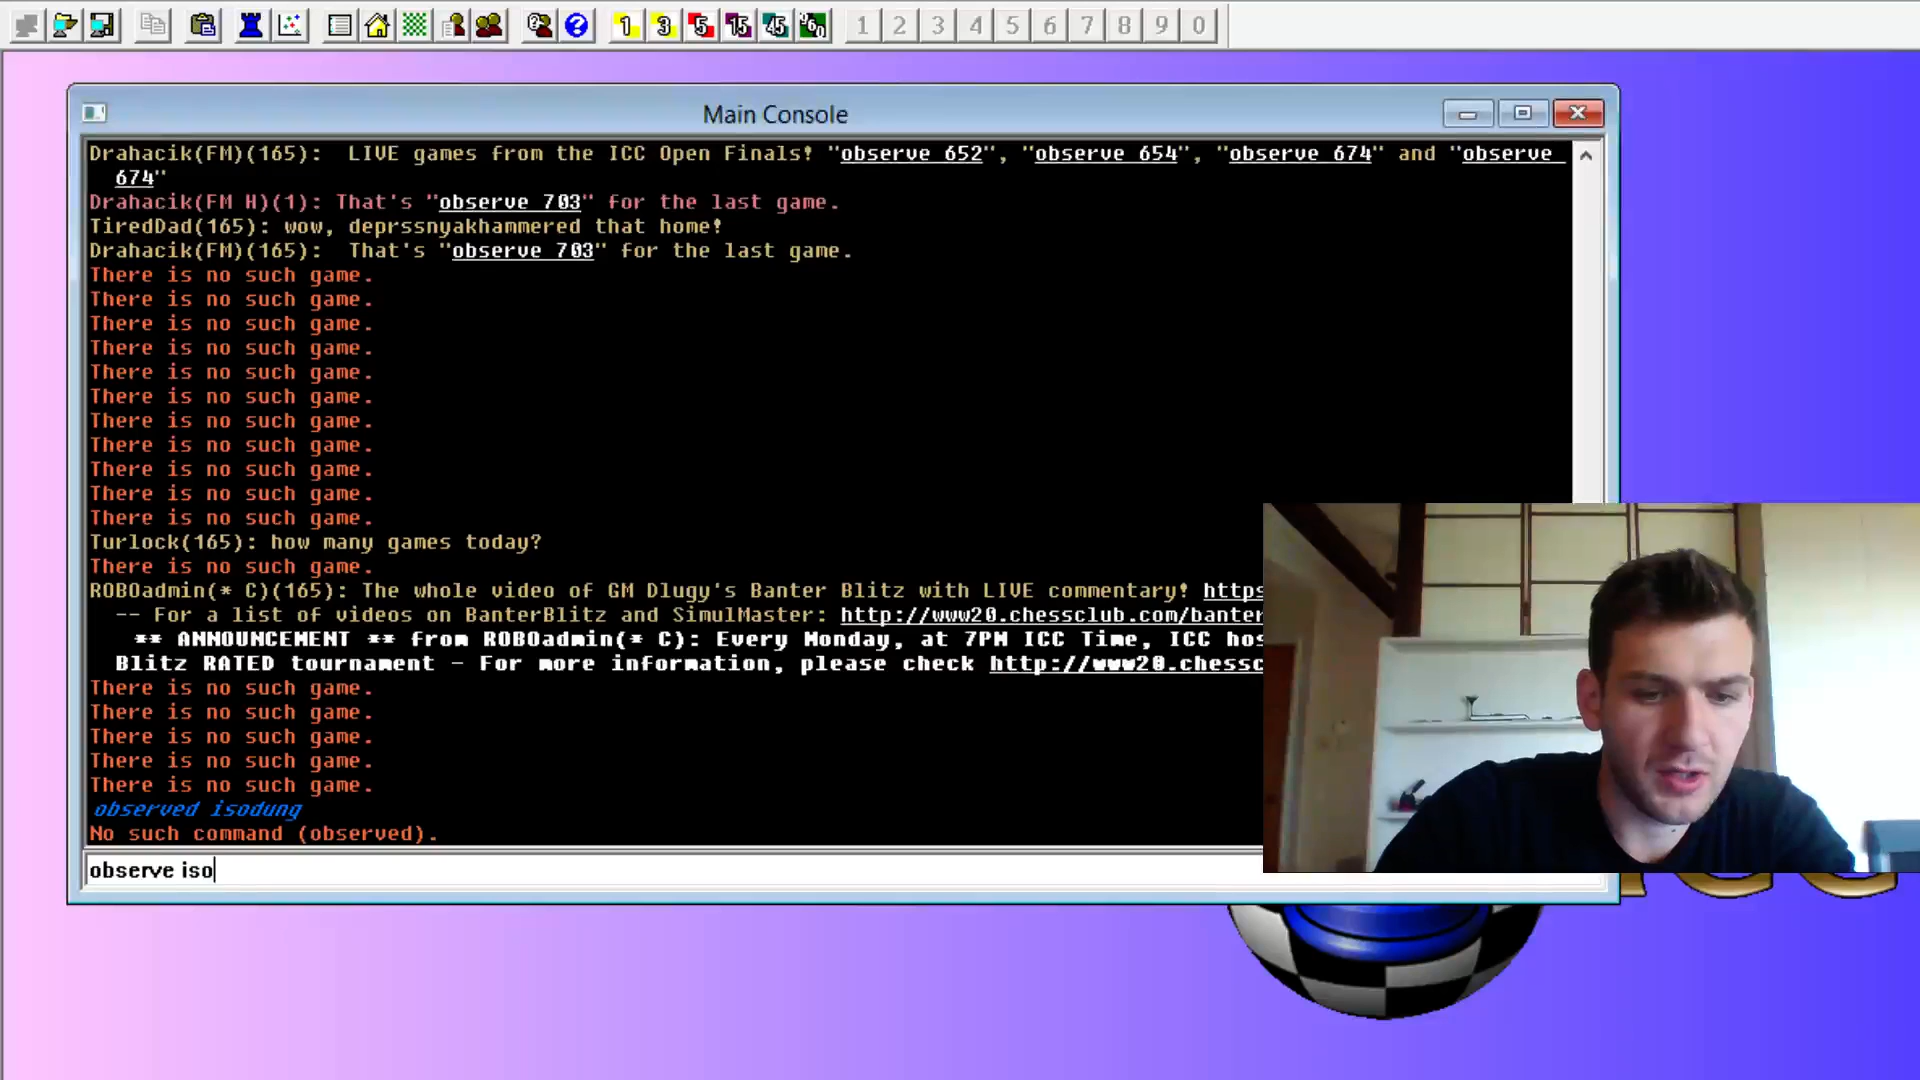 1 3 5 15 45 60 1 2 3 4 5 6 7 8 9 0
Main Console
Drahacik(FM)(165): LIVE games from the ICC Open Finals! "observe 652", "observe 654", "observe 674" and "observe
674"
Drahacik(FM H)(1): That's "observe 703" for the last game.
TiredDad(165): wow, deprssnyakhammered that home!
Drahacik(FM)(165): That's "observe 703" for the last game.
There is no such game.
There is no such game.
There is no such game.
There is no such game.
There is no such game.
There is no such game.
There is no such game.
There is no such game.
There is no such game.
There is no such game.
There is no such game.
Turlock(165): how many games today?
There is no such game.
ROBOadmin(* C)(165): The whole video of GM Dlugy's Banter Blitz with LIVE commentary! https
-- For a list of videos on BanterBlitz and SimulMaster: http://www20.chessclub.com/banter
** ANNOUNCEMENT ** from ROBOadmin(* C): Every Monday, at 7PM ICC Time, ICC hos
Blitz RATED tournament - For more information, please check http://www20.chessc
There is no such game.
There is no such game.
There is no such game.
There is no such game.
There is no such game.
observed isodung
No such command (observed).
observe iso